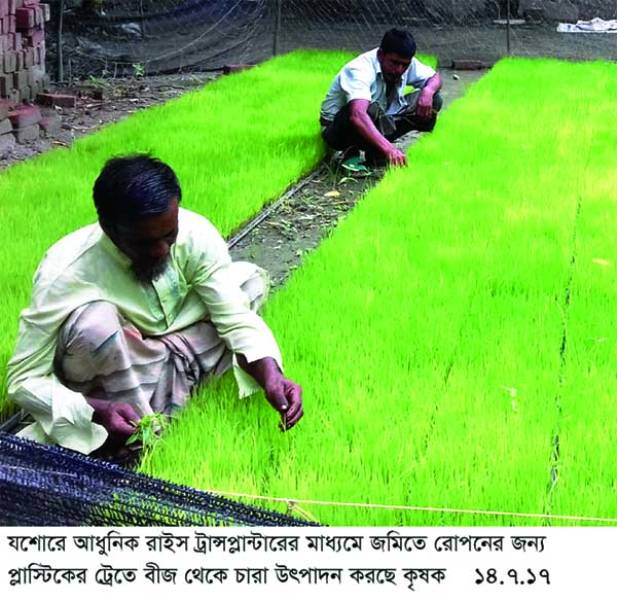 যশোরে আধুনিক রাইস ট্রান্সপ্লান্টারের মাধ্যমে জমিতে রোপনের জন্য
প্লাস্টিকের ট্রেতে বীজ থেকে চারা উৎপাদন করছে কৃষক ১৪.৭.১৭